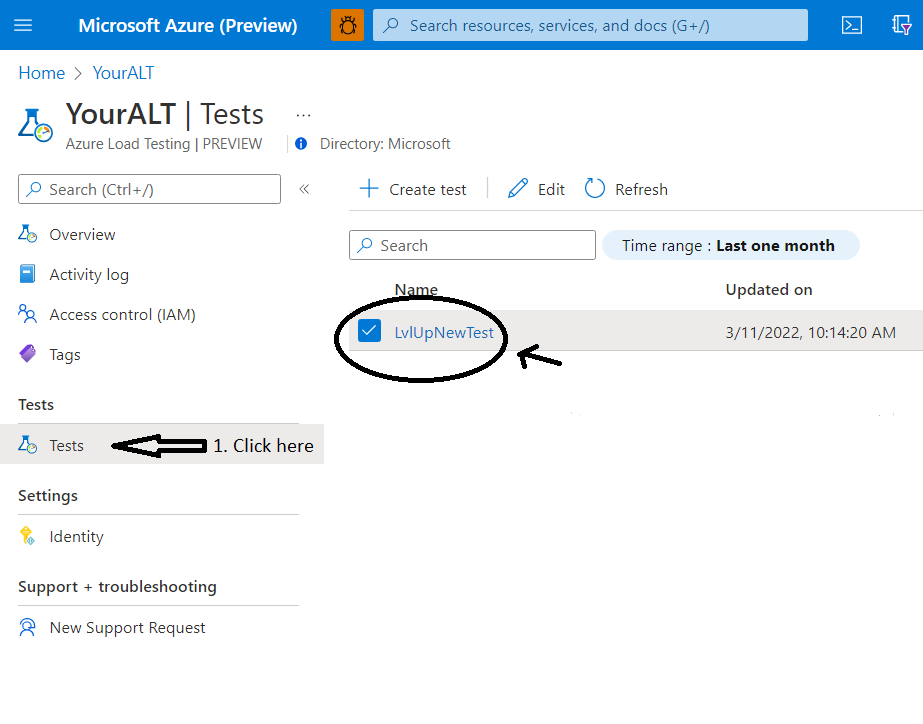 Microsoft Azure (Preview)
Search resources, services, and docs (G+/)
Home > YourALT
YourALT | Tests ...
Azure Load Testing | PREVIEW
Directory: Microsoft
Search (Ctrl+/)
«
Create test
Edit
Refresh
Overview
Activity log
Access control (IAM)
Tags
Tests
Tests
1. Click here
Settings
Identity
Support + troubleshooting
New Support Request
Search
Time range : Last one month
Name
Updated on
LvlUpNewTest
3/11/2022, 10:14:20 AM